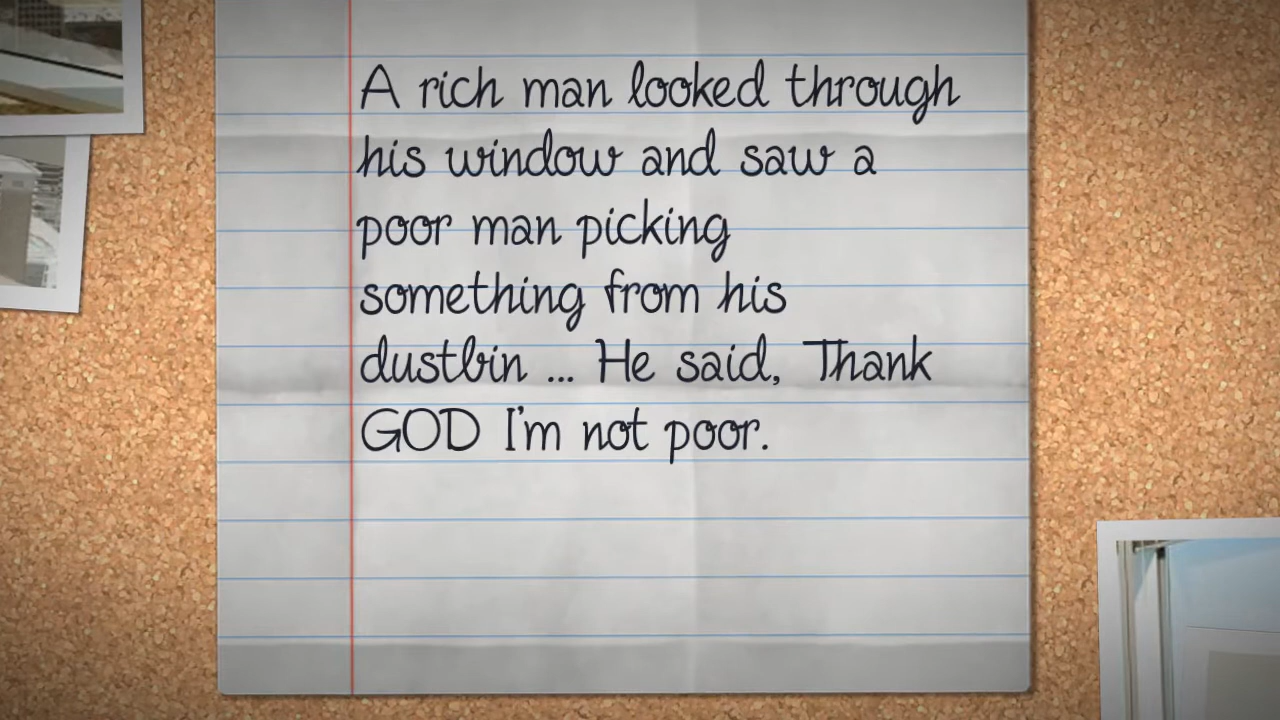 A rich man looked through
his window and saw a
poor man picking
something from his
dustbin ... He said, Thank
GOD I'm not poor.